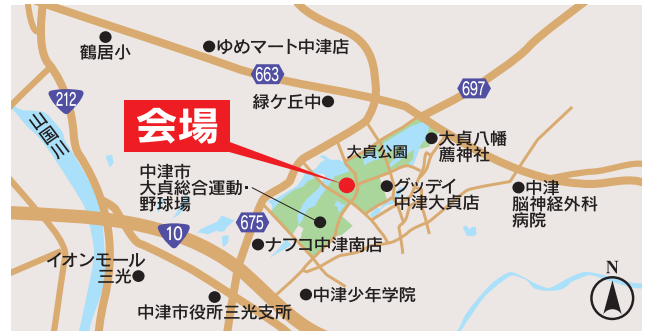 鶴居小
ゆめマート中津店
663
697
212
緑ケ丘中
山国川
会場
大貞公園
大貞八幡
薦神社
中津市
大貞総合運動・
野球場
グッデイ
中津大貞店
中津
脳神経外科
病院
675
10
ナフコ中津南店
イオンモール
三光
中津市役所三光支所
中津少年学院
N